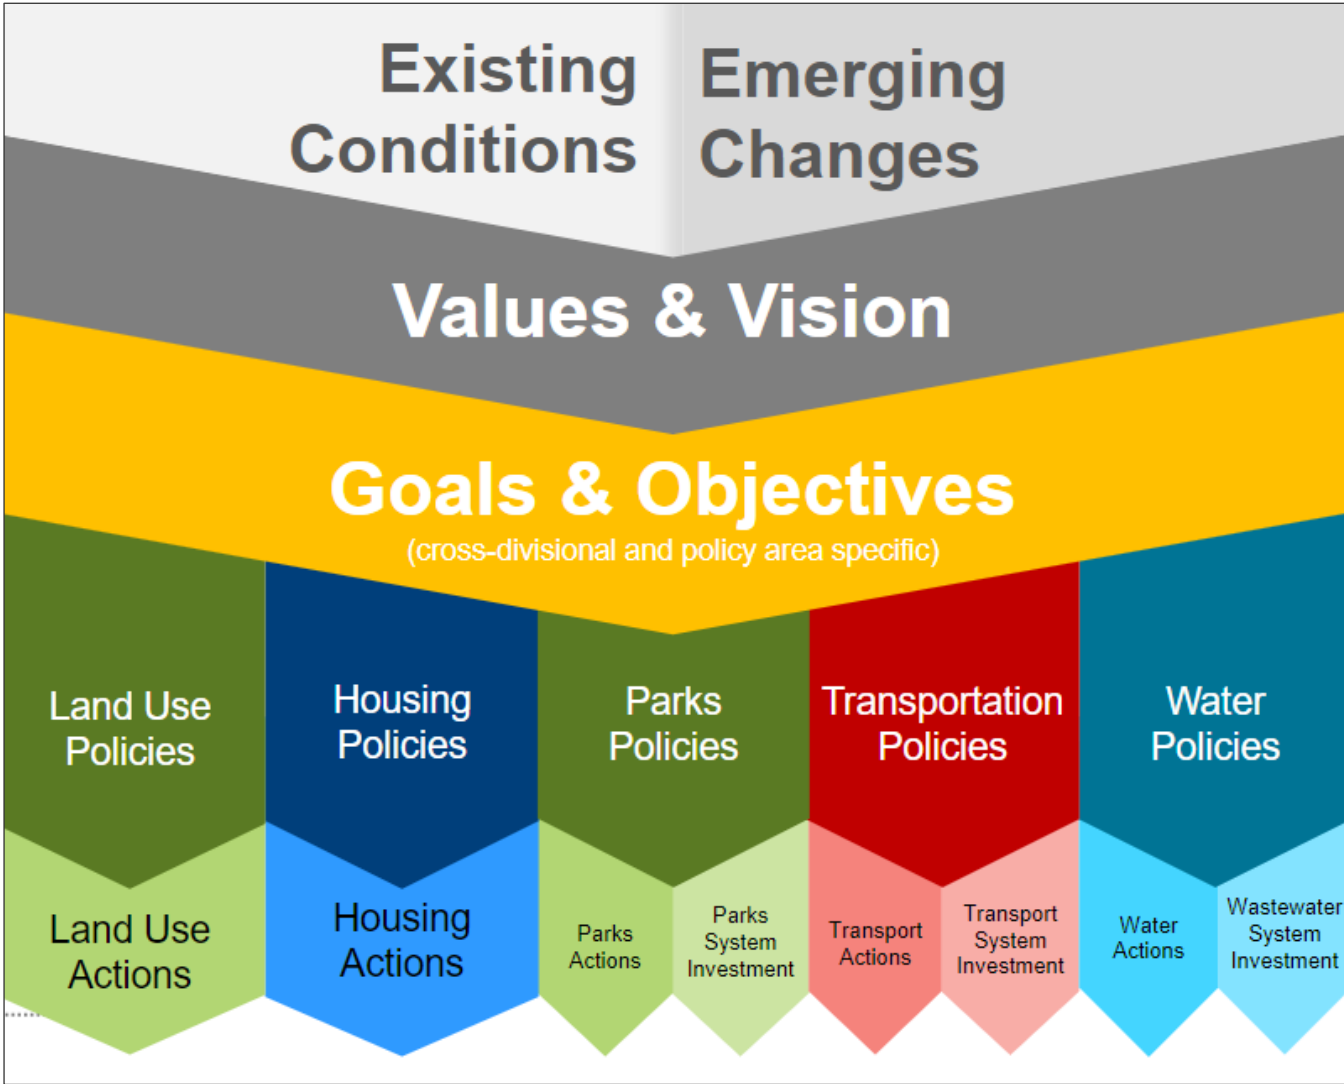 Existing
Conditions
Emerging
Changes
Values & Vision
Goals & Objectives
(cross-divisional and policy area specific)
Land Use
Policies
Housing
Policies
Parks
Policies
Transportation
Policies
Water
Policies
Land Use
Actions
Housing
Actions
Parks
Actions
Parks
System
Investment
Transport
Actions
Transport
System
Investment
Water
Actions
Wastewater
System
Investment